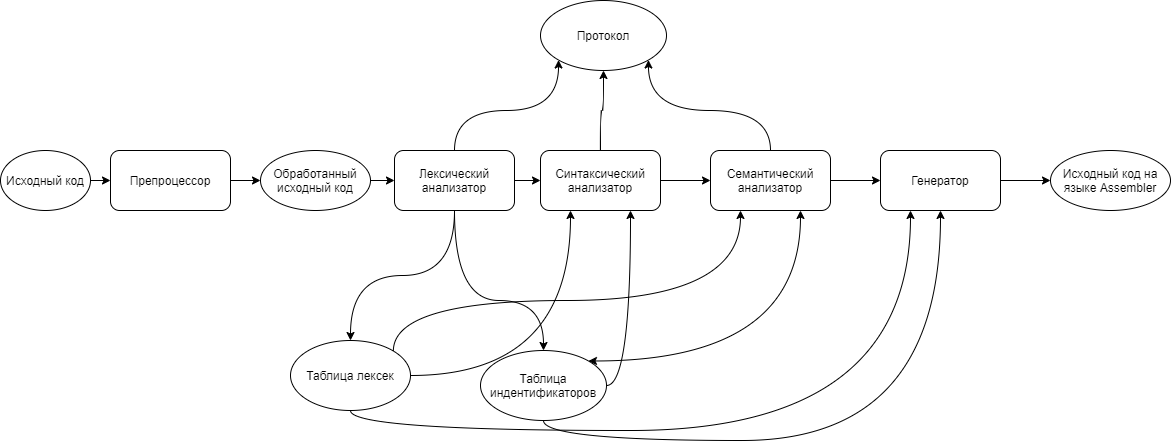 Протокол
Исходный код
Препроцессор
Обработанный
исходный код
Лексический
анализатор
Синтаксический
анализатор
Семантический
анализатор
Генератор
Исходный код на
языке Assembler
Таблица лексек
Таблица
индентификаторов